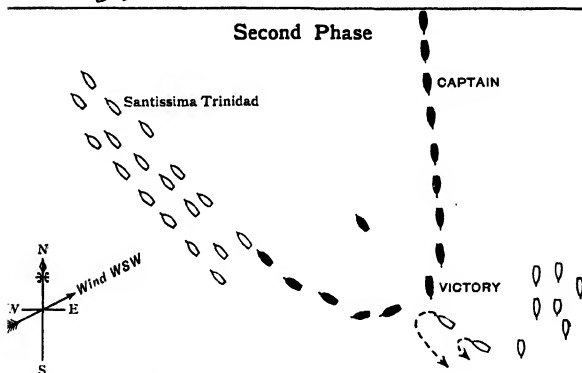 Second Phase
CAPTAIN
Santissima Trinidad
N
Wind WSW
W E
VICTORY
S